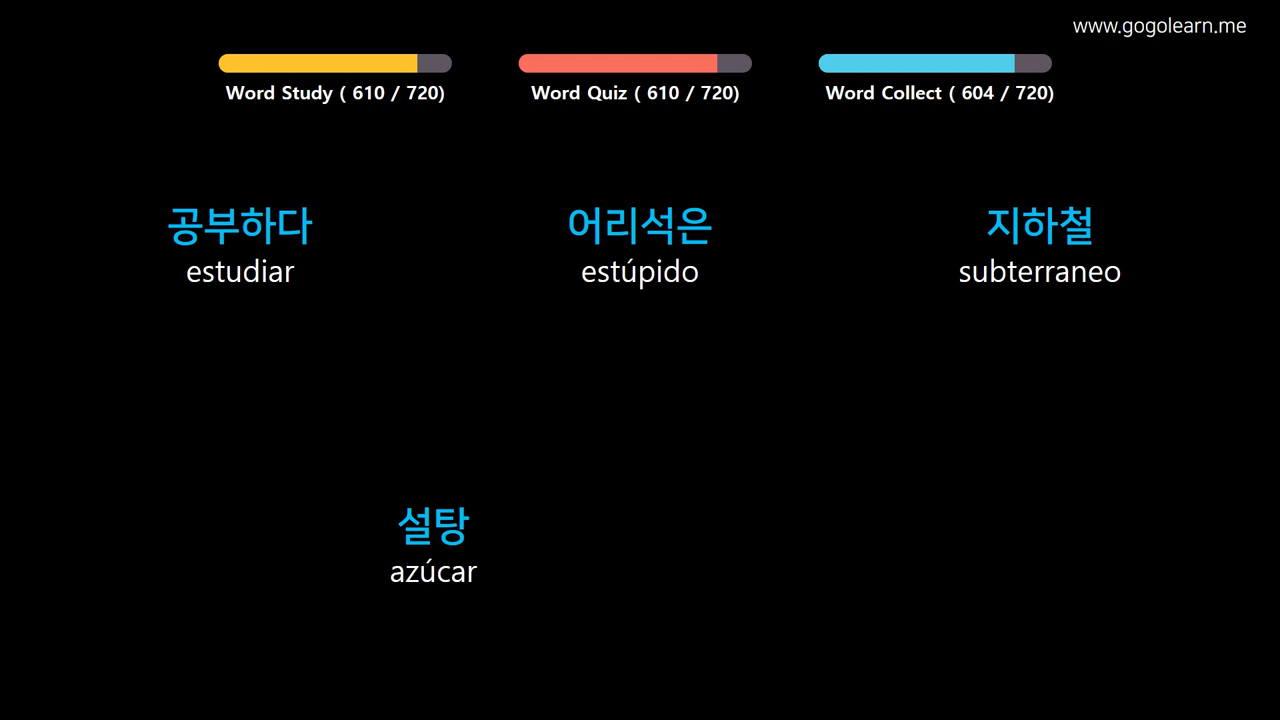 www.gogolearn.me
Word Study ( 610 / 720)
Word Quiz ( 610 / 720)
Word Collect ( 604 / 720)
공부하다
estudiar
어리석은
estúpido
지하철
subterraneo
설탕
azúcar